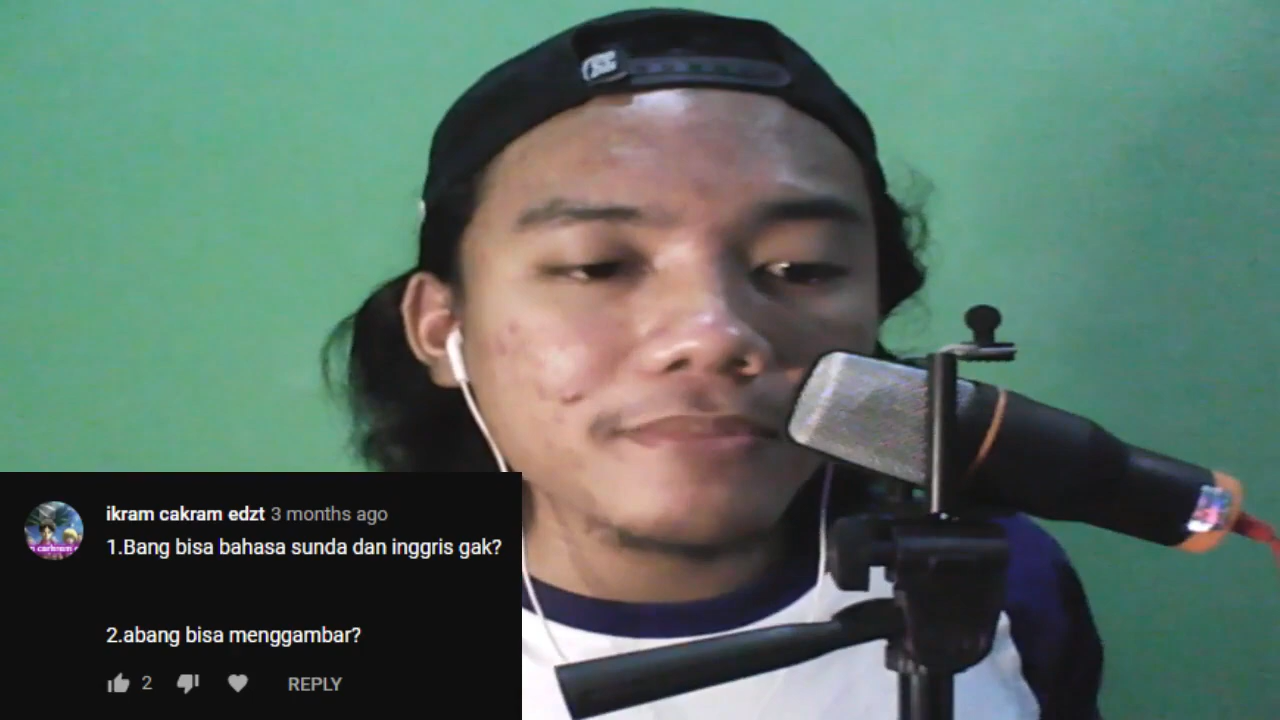 ikram cakram edzt 3 months ago
1.Bang bisa bahasa sunda dan inggris gak?
2.abang bisa menggambar?
2
REPLY